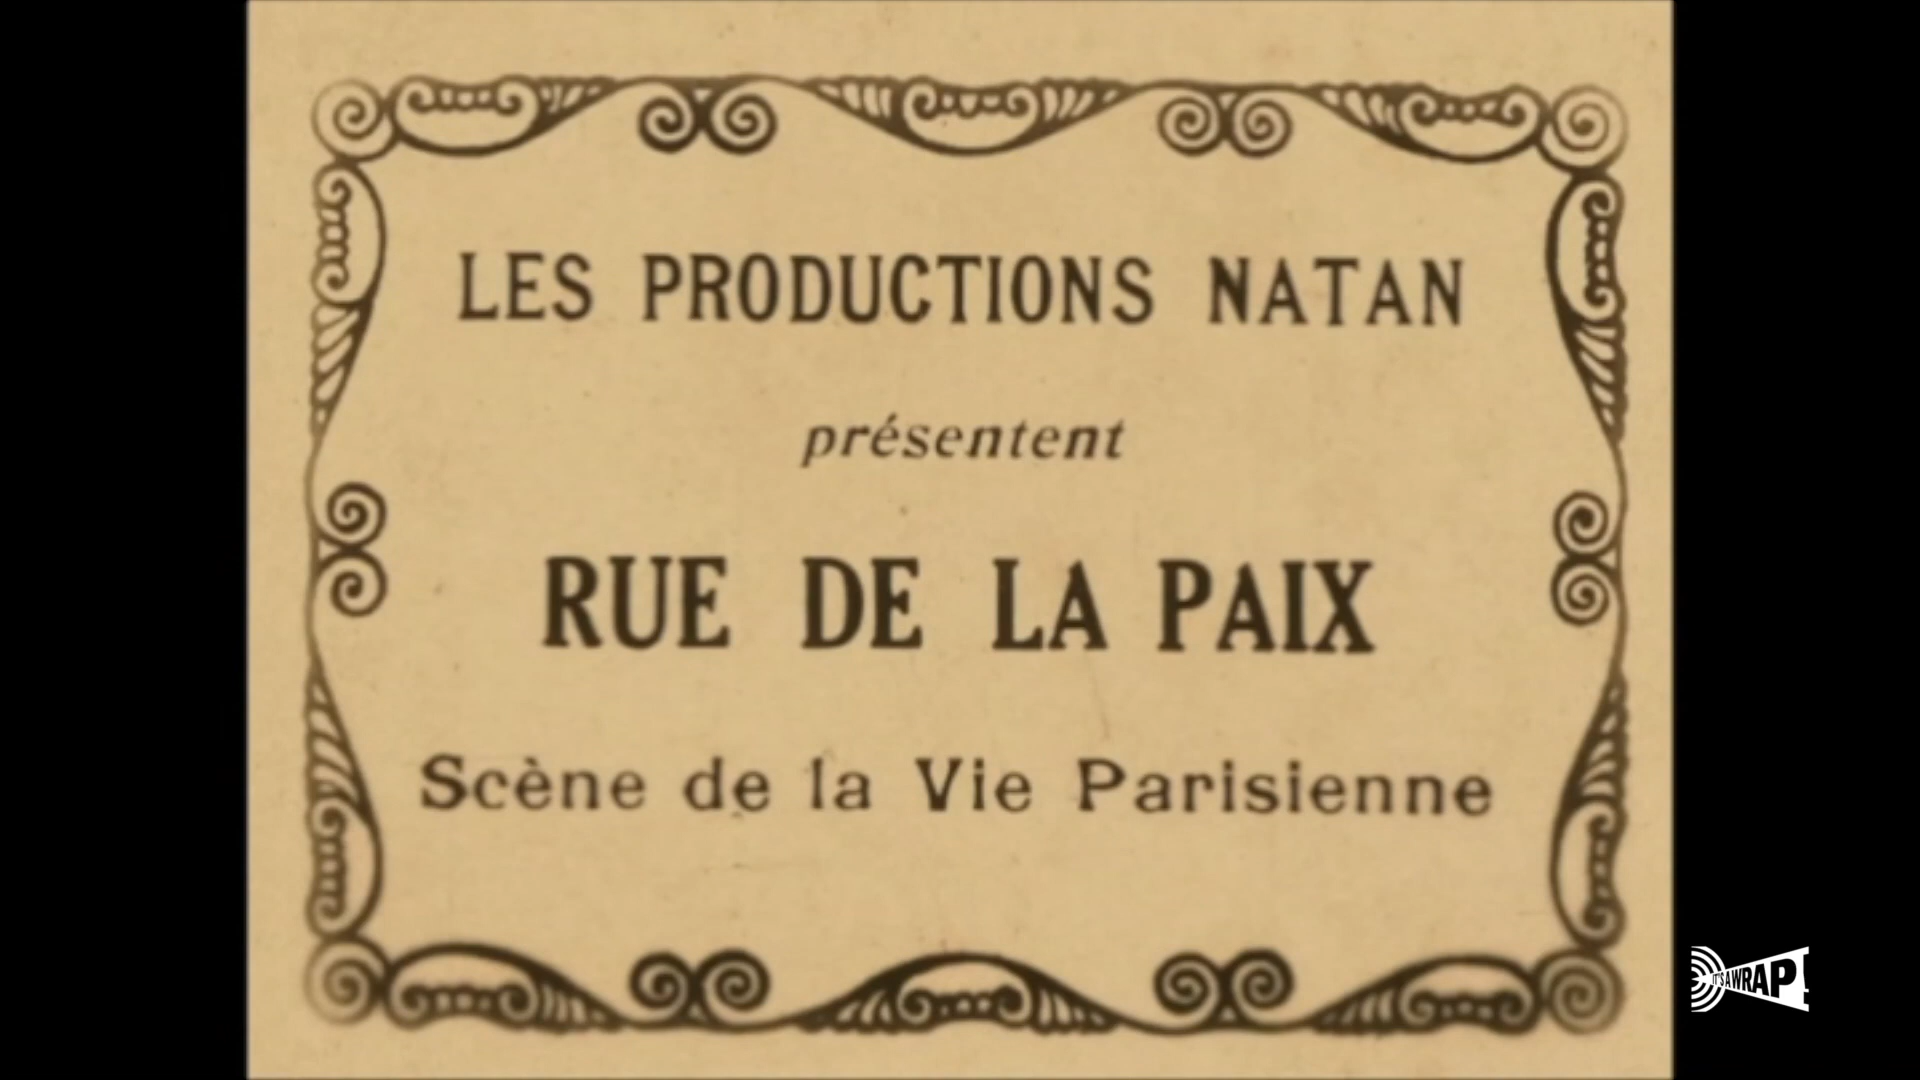 LES PRODUCTIONS NATAN
présentent
RUE DE LA PAIX
Scène de la Vie Parisienne
IT'S A WRAP!